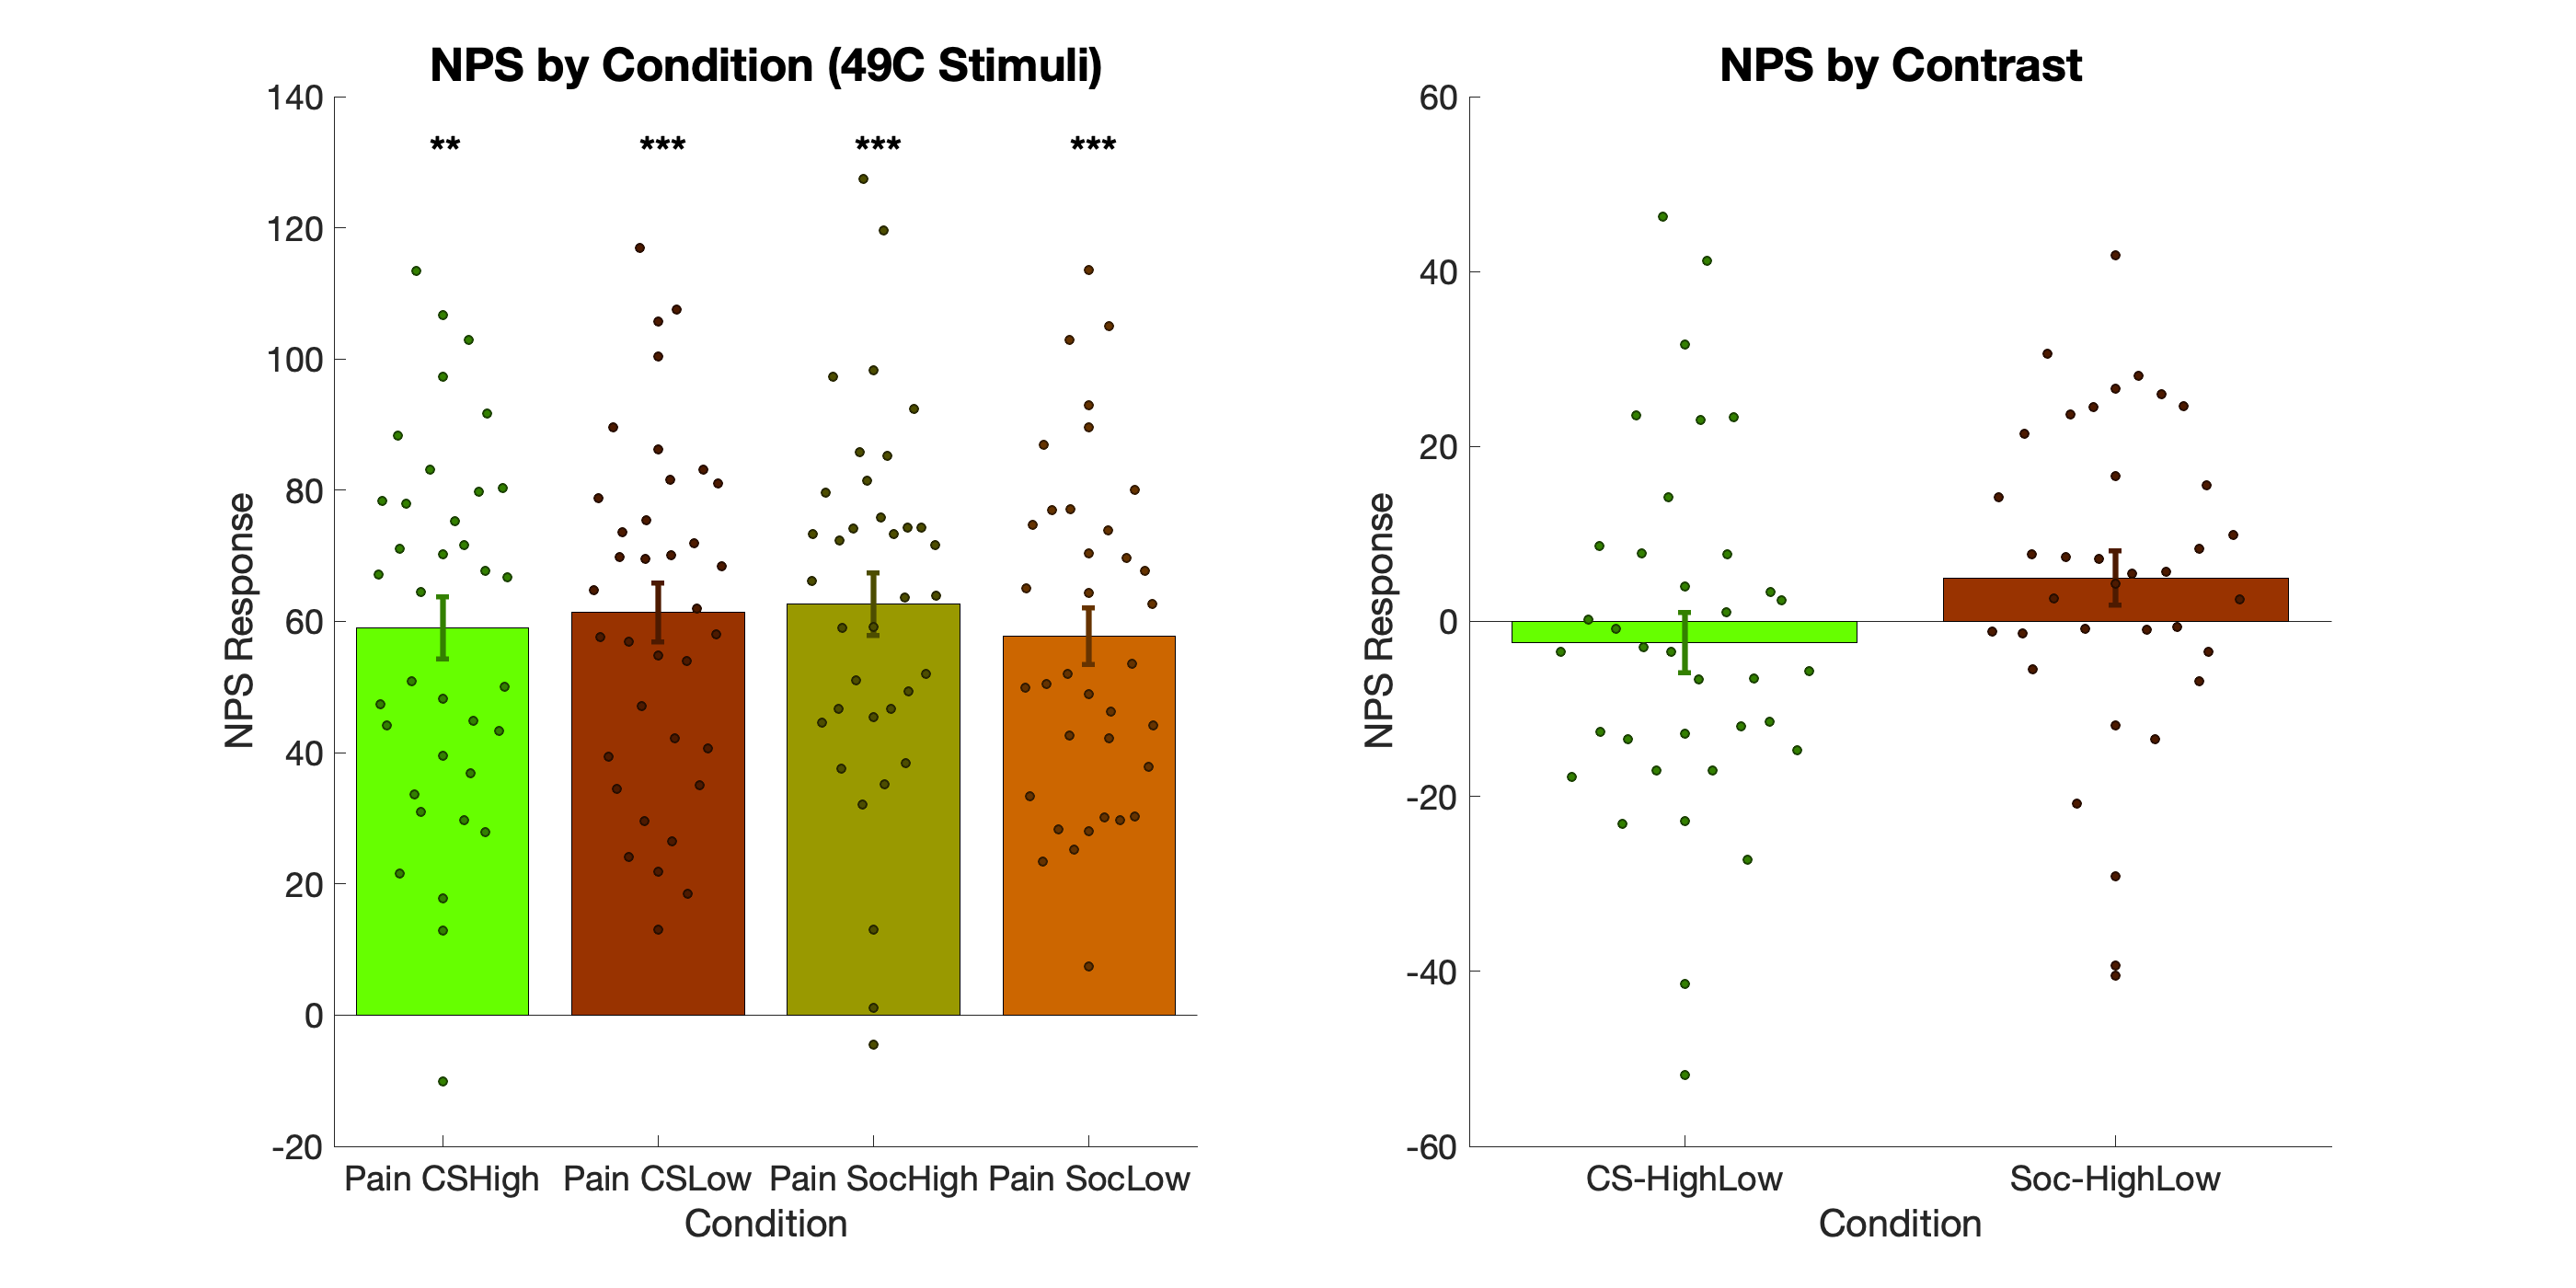 NPS by Condition (49C Stimuli)
140
120
100
80
60
40
20
0
-20
NPS Response
** *** *** ***
Pain CSHigh Pain CSLow Pain SocHigh Pain SocLow
Condition
NPS by Contrast
60
40
20
0
-20
-40
-60
NPS Response
CS-HighLow Soc-HighLow
Condition